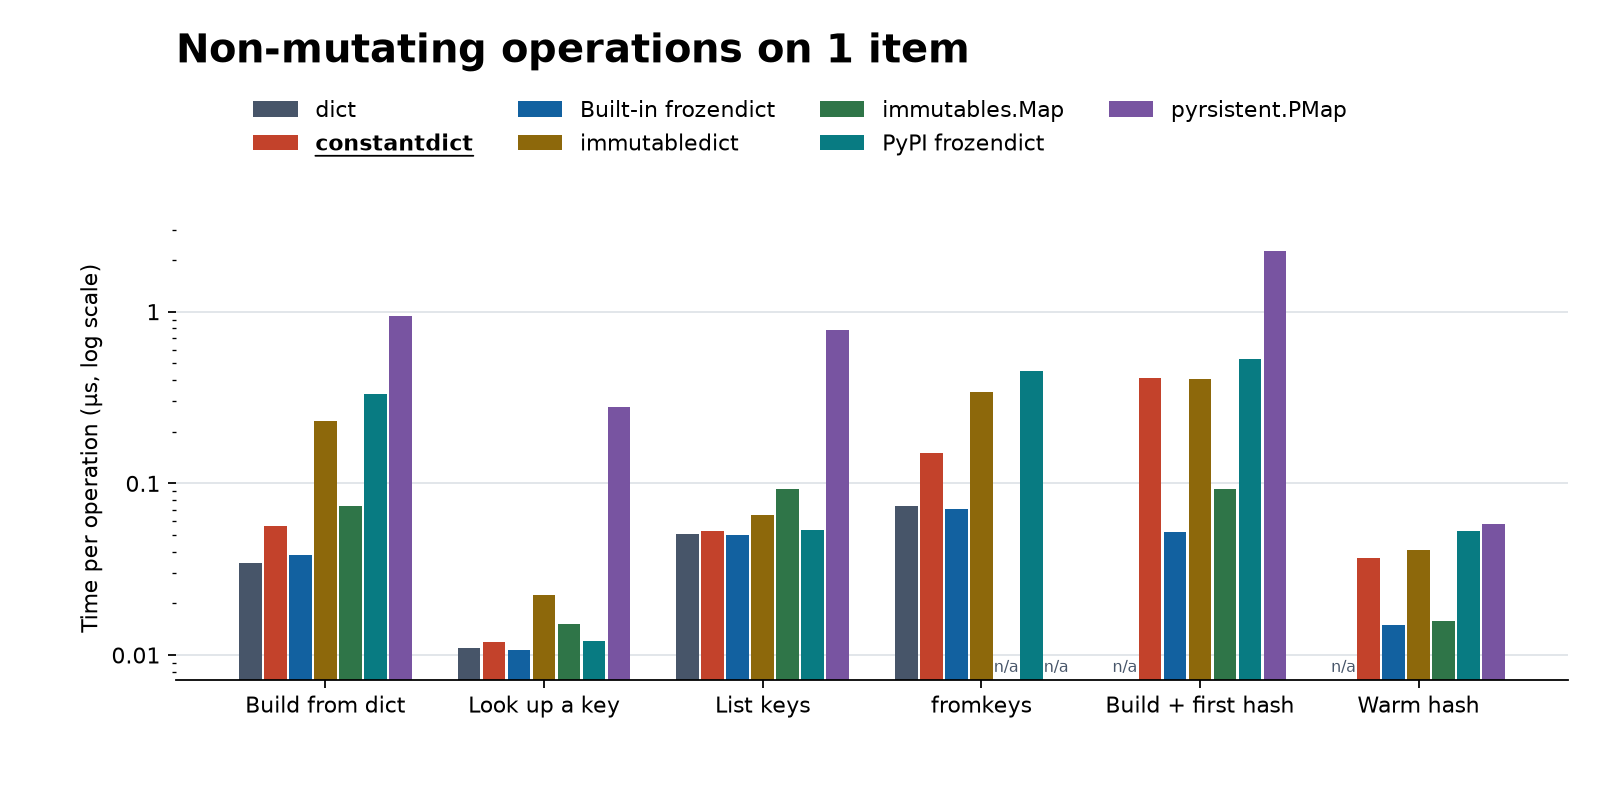 Non-mutating operations on 1 item
dict
Built-in frozendict
immutables.Map
pyrsistent.PMap
constantdict
immutabledict
PyPI frozendict
Time per operation (µs, log scale)
1
0.1
0.01
n/a
n/a
n/a
n/a
Build from dict
Look up a key
List keys
fromkeys
Build + first hash
Warm hash